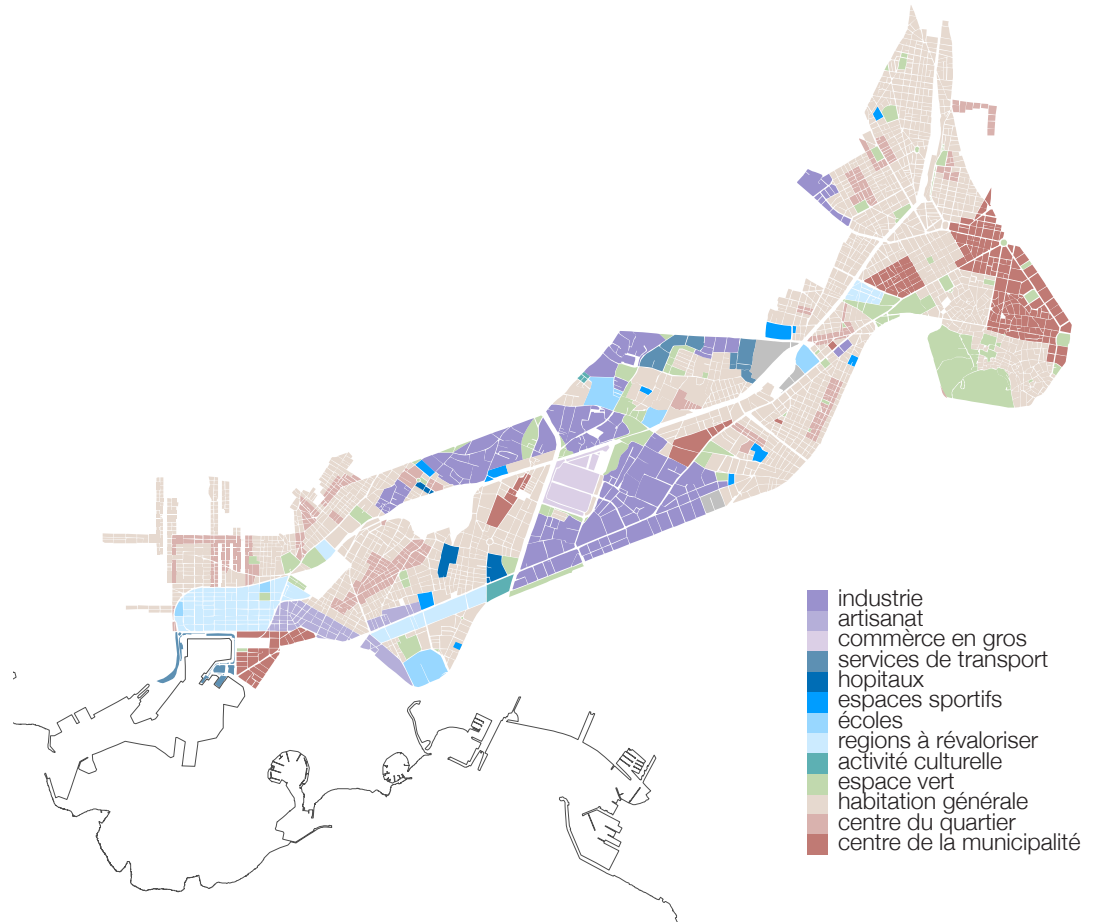 industrie
artisanat
commèrce en gros
services de transport
hopitaux
espaces sportifs
écoles
regions à révaloriser
activité culturelle
espace vert
habitation générale
centre du quartier
centre de la municipalité